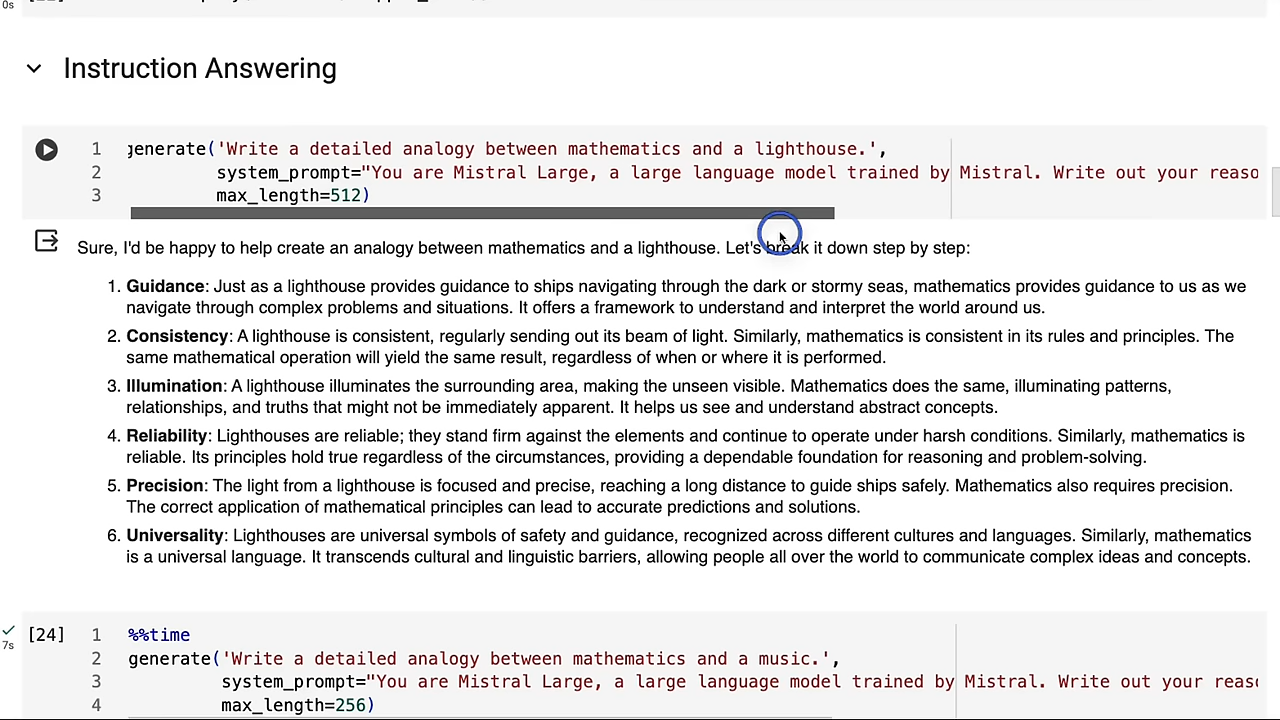 0s
Instruction Answering
1 generate('Write a detailed analogy between mathematics and a lighthouse.',
2 system_prompt="You are Mistral Large, a large language model trained by Mistral. Write out your reaso
3 max_length=512)
Sure, I'd be happy to help create an analogy between mathematics and a lighthouse. Let's break it down step by step:
1. Guidance: Just as a lighthouse provides guidance to ships navigating through the dark or stormy seas, mathematics provides guidance to us as we
navigate through complex problems and situations. It offers a framework to understand and interpret the world around us.
2. Consistency: A lighthouse is consistent, regularly sending out its beam of light. Similarly, mathematics is consistent in its rules and principles. The
same mathematical operation will yield the same result, regardless of when or where it is performed.
3. Illumination: A lighthouse illuminates the surrounding area, making the unseen visible. Mathematics does the same, illuminating patterns,
relationships, and truths that might not be immediately apparent. It helps us see and understand abstract concepts.
4. Reliability: Lighthouses are reliable; they stand firm against the elements and continue to operate under harsh conditions. Similarly, mathematics is
reliable. Its principles hold true regardless of the circumstances, providing a dependable foundation for reasoning and problem-solving.
5. Precision: The light from a lighthouse is focused and precise, reaching a long distance to guide ships safely. Mathematics also requires precision.
The correct application of mathematical principles can lead to accurate predictions and solutions.
6. Universality: Lighthouses are universal symbols of safety and guidance, recognized across different cultures and languages. Similarly, mathematics
is a universal language. It transcends cultural and linguistic barriers, allowing people all over the world to communicate complex ideas and concepts.
[24] 1 %%time
7s
2 generate('Write a detailed analogy between mathematics and a music.',
3 system_prompt="You are Mistral Large, a large language model trained by Mistral. Write out your reaso
4 max_length=256)